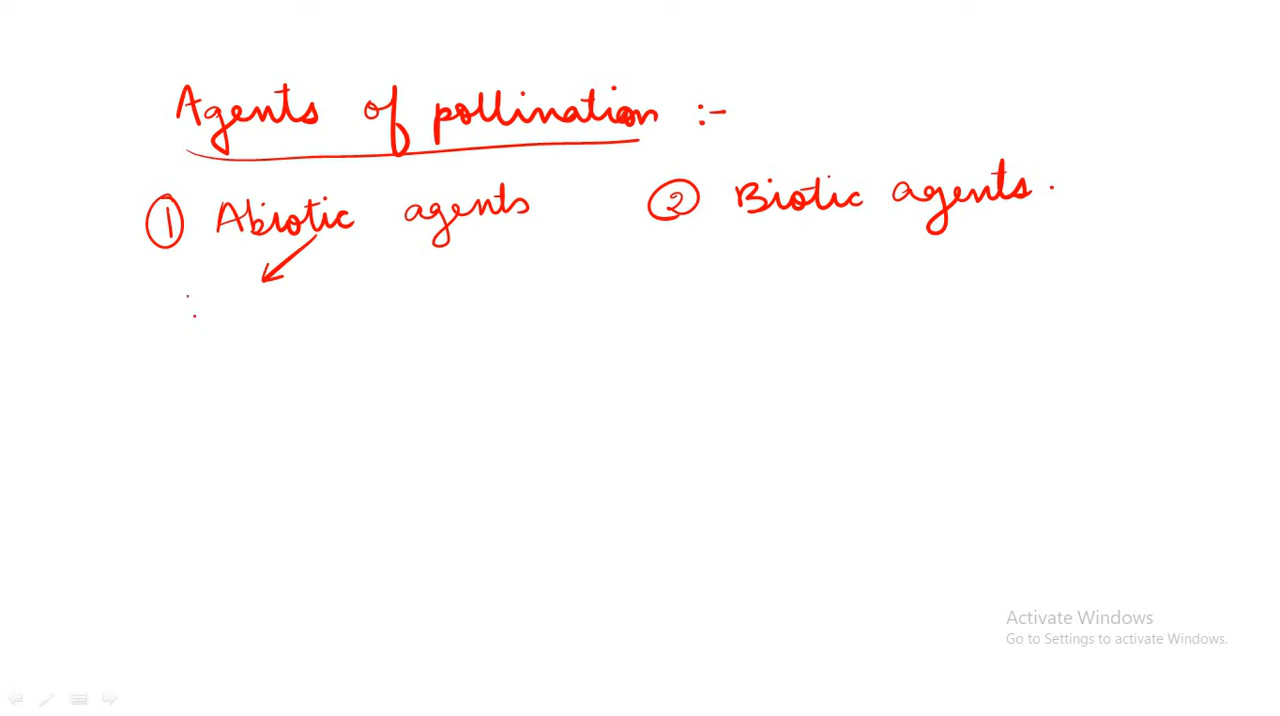 Agents of pollination :-
① Abiotic agents ② Biotic agents.
Activate Windows
Go to Settings to activate Windows.